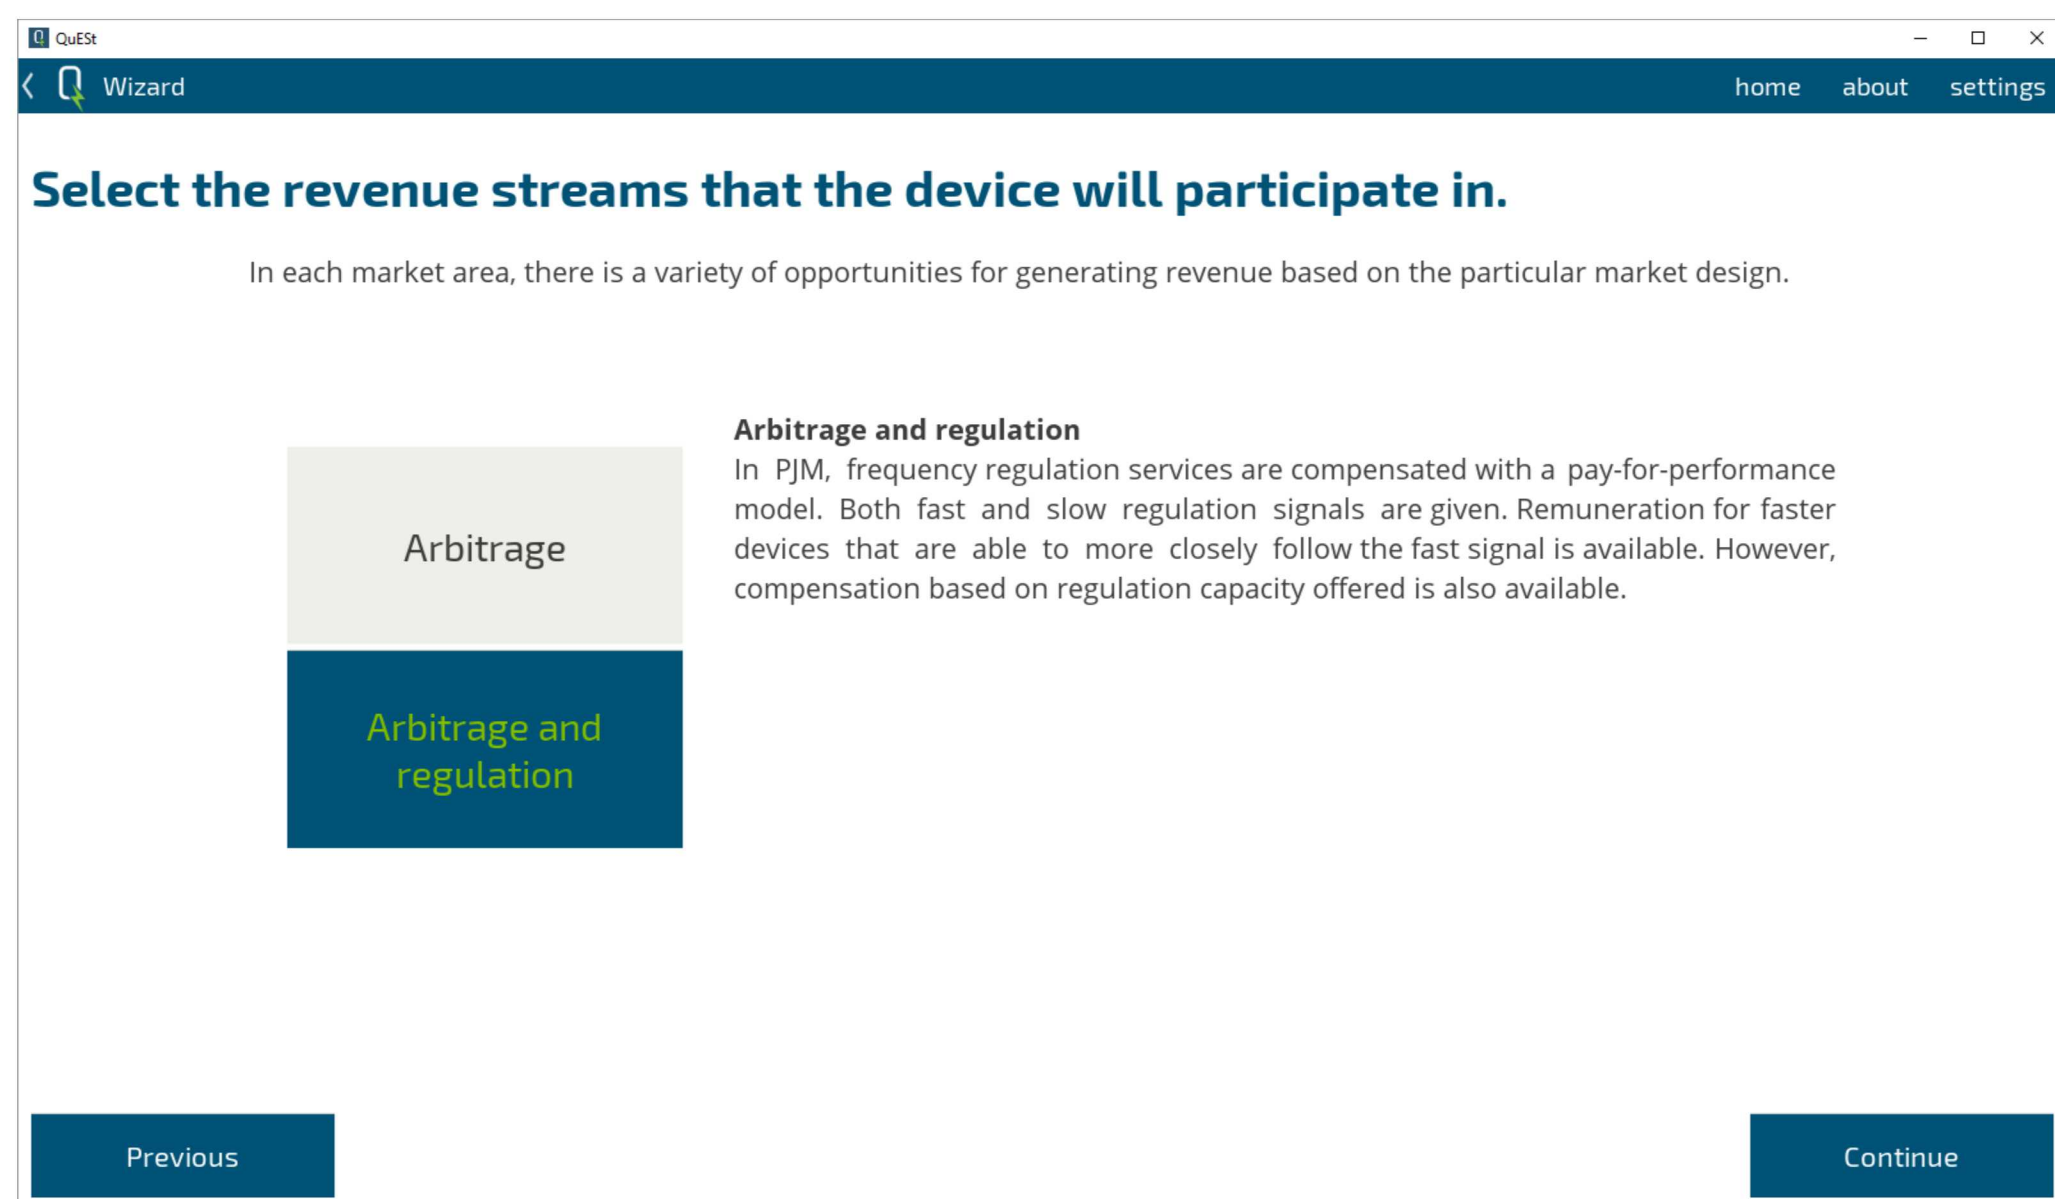 QuESt
Wizard
home about settings
Select the revenue streams that the device will participate in.
In each market area, there is a variety of opportunities for generating revenue based on the particular market design.
Arbitrage
Arbitrage and
regulation
Arbitrage and regulation
In PJM, frequency regulation services are compensated with a pay-for-performance
model. Both fast and slow regulation signals are given. Remuneration for faster
devices that are able to more closely follow the fast signal is available. However,
compensation based on regulation capacity offered is also available.
Previous
Continue